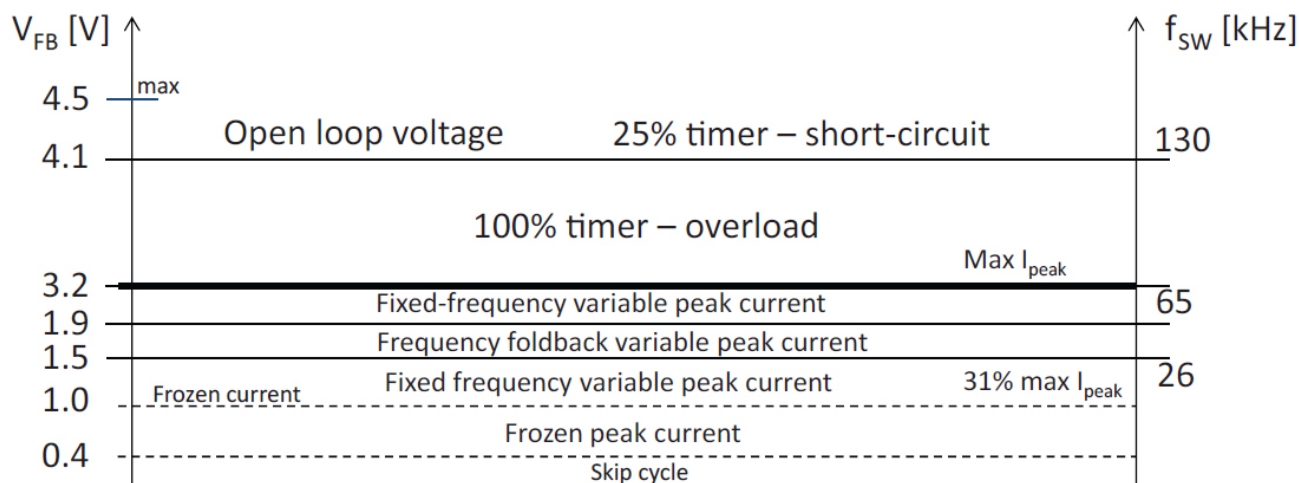 V_FB [V]
f_SW [kHz]
max
4.5
Open loop voltage
25% timer – short-circuit
4.1
130
100% timer – overload
Max I_peak
3.2
Fixed-frequency variable peak current
65
1.9
Frequency foldback variable peak current
1.5
Fixed frequency variable peak current
31% max I_peak
26
Frozen current
1.0
Frozen peak current
0.4
Skip cycle